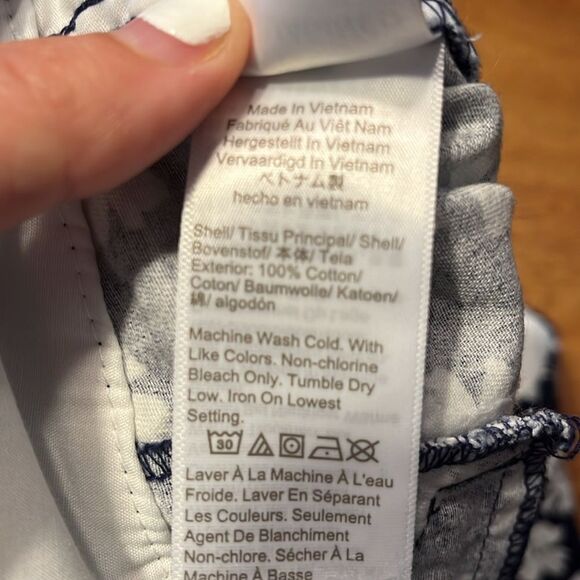 Made In Vietnam
Fabriqué Au Viêt Nam
Hergestellt In Vietnam
Vervaardigd In Vietnam
ベトナム製
hecho en vietnam
Shell/ Tissu Principal/ Shell/
Bovenstof/ 本体/ Tela
Exterior: 100% Cotton/
Coton/ Baumwolle/ Katoen/
綿/ algodón
Machine Wash Cold. With
Like Colors. Non-chlorine
Bleach Only. Tumble Dry
Low. Iron On Lowest
Setting.
30
Laver À La Machine À L'eau
Froide. Laver En Séparant
Les Couleurs. Seulement
Agent De Blanchiment
Non-chlore. Sécher À La
Machine À Basse